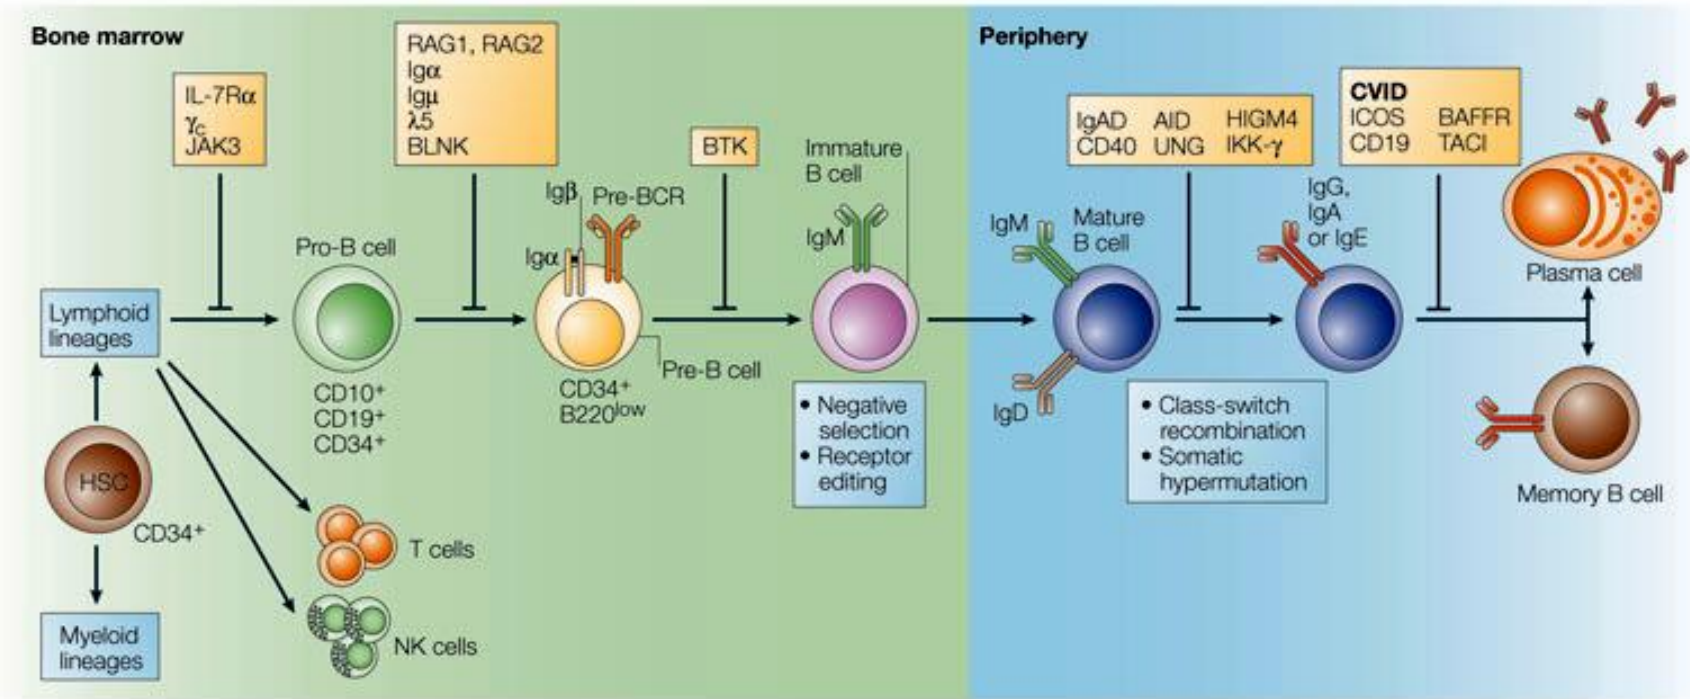 Bone marrow
IL-7Rα
γc
JAK3
RAG1, RAG2
Igα
Igμ
λ5
BLNK
BTK
Pro-B cell
Igβ
Pre-BCR
Igα
Immature
B cell
IgM
Lymphoid
lineages
CD10⁺
CD19⁺
CD34⁺
CD34⁺
B220ˡᵒʷ
Pre-B cell
• Negative
selection
• Receptor
editing
HSC
CD34⁺
T cells
NK cells
Myeloid
lineages
Periphery
IgAD AID HIGM4
CD40 UNG IKK-γ
CVID
ICOS BAFFR
CD19 TACI
IgM
Mature
B cell
IgD
IgG,
IgA
or IgE
• Class-switch
recombination
• Somatic
hypermutation
Plasma cell
Memory B cell